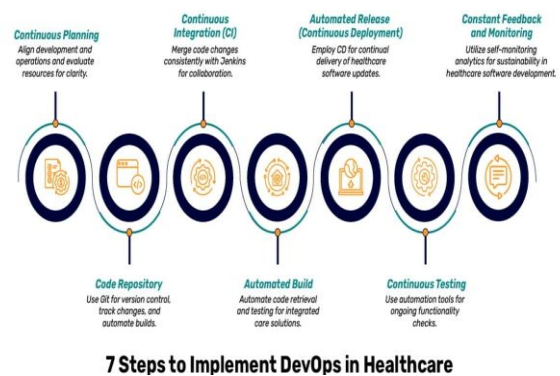 Continuous Planning
Align development and
operations and evaluate
resources for clarity.
Code Repository
Use Git for version control,
track changes, and
automate builds.
Continuous
Integration (CI)
Merge code changes
consistently with Jenkins
for collaboration.
Automated Build
Automate code retrieval
and testing for integrated
care solutions.
Automated Release
(Continuous Deployment)
Employ CD for continual
delivery of healthcare
software updates.
Continuous Testing
Use automation tools for
ongoing functionality
checks.
Constant Feedback
and Monitoring
Utilize self-monitoring
analytics for sustainability in
healthcare software development.
7 Steps to Implement DevOps in Healthcare